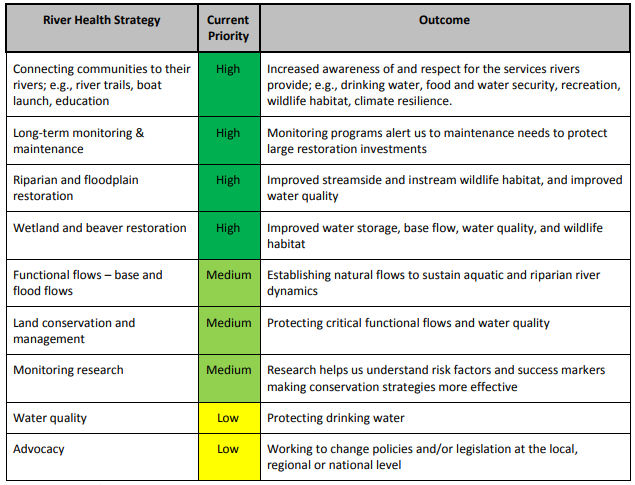 River Health Strategy
Current
Priority
Outcome
Connecting communities to their
rivers; e.g., river trails, boat
launch, education
High
Increased awareness of and respect for the services rivers
provide; e.g., drinking water, food and water security, recreation,
wildlife habitat, climate resilience.
Long-term monitoring &
maintenance
High
Monitoring programs alert us to maintenance needs to protect
large restoration investments
Riparian and floodplain
restoration
High
Improved streamside and instream wildlife habitat, and improved
water quality
Wetland and beaver restoration
High
Improved water storage, base flow, water quality, and wildlife
habitat
Functional flows – base and
flood flows
Medium
Establishing natural flows to sustain aquatic and riparian river
dynamics
Land conservation and
management
Medium
Protecting critical functional flows and water quality
Monitoring research
Medium
Research helps us understand risk factors and success markers
making conservation strategies more effective
Water quality
Low
Protecting drinking water
Advocacy
Low
Working to change policies and/or legislation at the local,
regional or national level